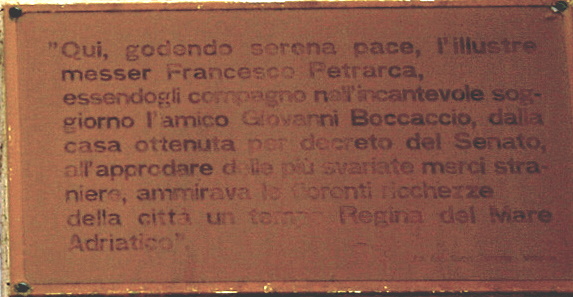 "Qui, godendo serena pace, l'illustre
messer Francesco Petrarca,
essendogli compagno nell'incantevole sog-
giorno l'amico Giovanni Boccaccio, dalla
casa ottenuta per decreto del Senato,
all'approdare delle più svariate merci stra-
niere, ammirava le fiorenti ricchezze
della città un tempo Regina del Mare
Adriatico".